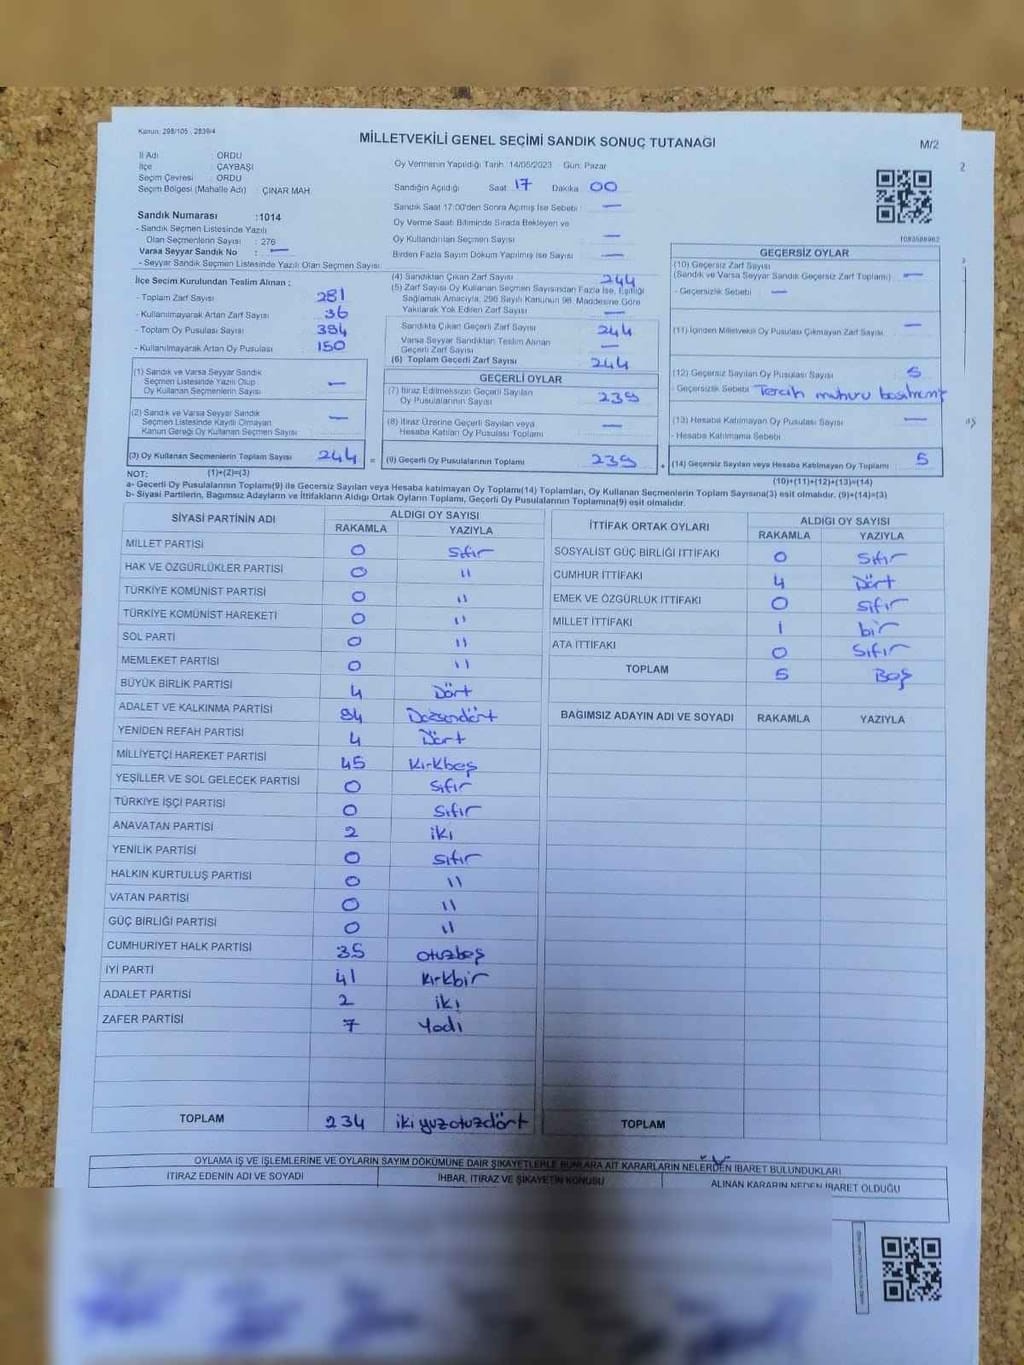 Kanun: 298/105 , 2839/4
MİLLETVEKİLİ GENEL SEÇİMİ SANDIK SONUÇ TUTANAĞI
M/2
2
İl Adı : ORDU
İlçe : ÇAYBAŞI
Seçim Çevresi : ORDU
Seçim Bölgesi (Mahalle Adı) ÇINAR MAH.
Sandık Numarası :1014
- Sandık Seçmen Listesinde Yazılı
Olan Seçmenlerin Sayısı : 276
Varsa Seyyar Sandık No : —
- Seyyar Sandık Seçmen Listesinde Yazılı Olan Seçmen Sayısı:
Oy Vermenin Yapıldığı Tarih :14/05/2023 Gün: Pazar
Sandığın Açıldığı Saat 17 Dakika 00
Sandık Saat 17:00'den Sonra Açılmış İse Sebebi : —
Oy Verme Saati Bitiminde Sırada Bekleyen ve
Oy Kullandırılan Seçmen Sayısı —
Birden Fazla Sayım Döküm Yapılmış İse Sayısı —
1083586962
İlçe Seçim Kurulundan Teslim Alınan :
- Toplam Zarf Sayısı 281
- Kullanılmayarak Artan Zarf Sayısı 36
- Toplam Oy Pusulası Sayısı 394
- Kullanılmayarak Artan Oy Pusulası 150
(4) Sandıktan Çıkan Zarf Sayısı 244
(5) Zarf Sayısı Oy Kullanan Seçmen Sayısından Fazla İse, Eşitliği
Sağlamak Amacıyla, 298 Sayılı Kanunun 98. Maddesine Göre
Yakılarak Yok Edilen Zarf Sayısı —
Sandıkta Çıkan Geçerli Zarf Sayısı 244
Varsa Seyyar Sandıktan Teslim Alınan
Geçerli Zarf Sayısı —
(6) Toplam Geçerli Zarf Sayısı 244
GEÇERSİZ OYLAR
(10) Geçersiz Zarf Sayısı
(Sandık ve Varsa Seyyar Sandık Geçersiz Zarf Toplamı) —
- Geçersizlik Sebebi : —
(11) İçinden Milletvekili Oy Pusulası Çıkmayan Zarf Sayısı —
(12) Geçersiz Sayılan Oy Pusulası Sayısı 5
- Geçersizlik Sebebi : Tercih mührü
(13) Hesaba Katılmayan Oy Pusulası Sayısı —
- Hesaba Katılmama Sebebi
(14) Geçersiz Sayılan veya Hesaba Katılmayan Oy Toplamı 5
(10)+(11)+(12)+(13)=(14)
(1) Sandık ve Varsa Seyyar Sandık
Seçmen Listesinde Yazılı Olup
Oy Kullanan Seçmenlerin Sayısı —
(2) Sandık ve Varsa Seyyar Sandık
Seçmen Listesinde Kayıtlı Olmayan
Kanun Gereği Oy Kullanan Seçmen Sayısı —
(3) Oy Kullanan Seçmenlerin Toplam Sayısı 244 =
(1)+(2)=(3)
GEÇERLİ OYLAR
(7) İtiraz Edilmeksizin Geçerli Sayılan
Oy Pusulalarının Sayısı 239
(8) İtiraz Üzerine Geçerli Sayılan veya
Hesaba Katılan Oy Pusulası Toplamı —
(9) Geçerli Oy Pusulalarının Toplamı 239 +
NOT:
a- Geçerli Oy Pusulalarının Toplamı(9) ile Geçersiz Sayılan veya Hesaba katılmayan Oy Toplamı(14) Toplamları, Oy Kullanan Seçmenlerin Toplam Sayısına(3) eşit olmalıdır. (9)+(14)=(3)
b- Siyasi Partilerin, Bağımsız Adayların ve İttifakların Aldığı Ortak Oyların Toplamı, Geçerli Oy Pusulalarının Toplamına(9) eşit olmalıdır.
SİYASİ PARTİNİN ADI ALDIĞI OY SAYISI
RAKAMLA YAZIYLA
MİLLET PARTİSİ 0 Sıfır
HAK VE ÖZGÜRLÜKLER PARTİSİ 0 "
TÜRKİYE KOMÜNİST PARTİSİ 0 "
TÜRKİYE KOMÜNİST HAREKETİ 0 "
SOL PARTİ 0 "
MEMLEKET PARTİSİ 0 "
BÜYÜK BİRLİK PARTİSİ 4 Dört
ADALET VE KALKINMA PARTİSİ 94 Doksandört
YENİDEN REFAH PARTİSİ 4 Dört
MİLLİYETÇİ HAREKET PARTİSİ 45 Kırkbeş
YEŞİLLER VE SOL GELECEK PARTİSİ 0 Sıfır
TÜRKİYE İŞÇİ PARTİSİ 0 Sıfır
ANAVATAN PARTİSİ 2 iki
YENİLİK PARTİSİ 0 Sıfır
HALKIN KURTULUŞ PARTİSİ 0 "
VATAN PARTİSİ 0 "
GÜÇ BİRLİĞİ PARTİSİ 0 "
CUMHURİYET HALK PARTİSİ 35 otuzbeş
İYİ PARTİ 41 Kırkbir
ADALET PARTİSİ 2 iki
ZAFER PARTİSİ 7 Yedi
TOPLAM 234 ikiyuzotuzdört
İTTİFAK ORTAK OYLARI ALDIĞI OY SAYISI
RAKAMLA YAZIYLA
SOSYALİST GÜÇ BİRLİĞİ İTTİFAKI 0 Sıfır
CUMHUR İTTİFAKI 4 Dört
EMEK VE ÖZGÜRLÜK İTTİFAKI 0 Sıfır
MİLLET İTTİFAKI 1 bir
ATA İTTİFAKI 0 Sıfır
TOPLAM 5 Beş
BAĞIMSIZ ADAYIN ADI VE SOYADI RAKAMLA YAZIYLA
TOPLAM
OYLAMA İŞ VE İŞLEMLERİNE VE OYLARIN SAYIM DÖKÜMÜNE DAİR ŞİKAYETLERLE BUNLARA AİT KARARLARIN NELERDEN İBARET BULUNDUKLARI
İTİRAZ EDENİN ADI VE SOYADI İHBAR, İTİRAZ VE ŞİKAYETİN KONUSU ALINAN KARARIN NEDEN İBARET OLDUĞU